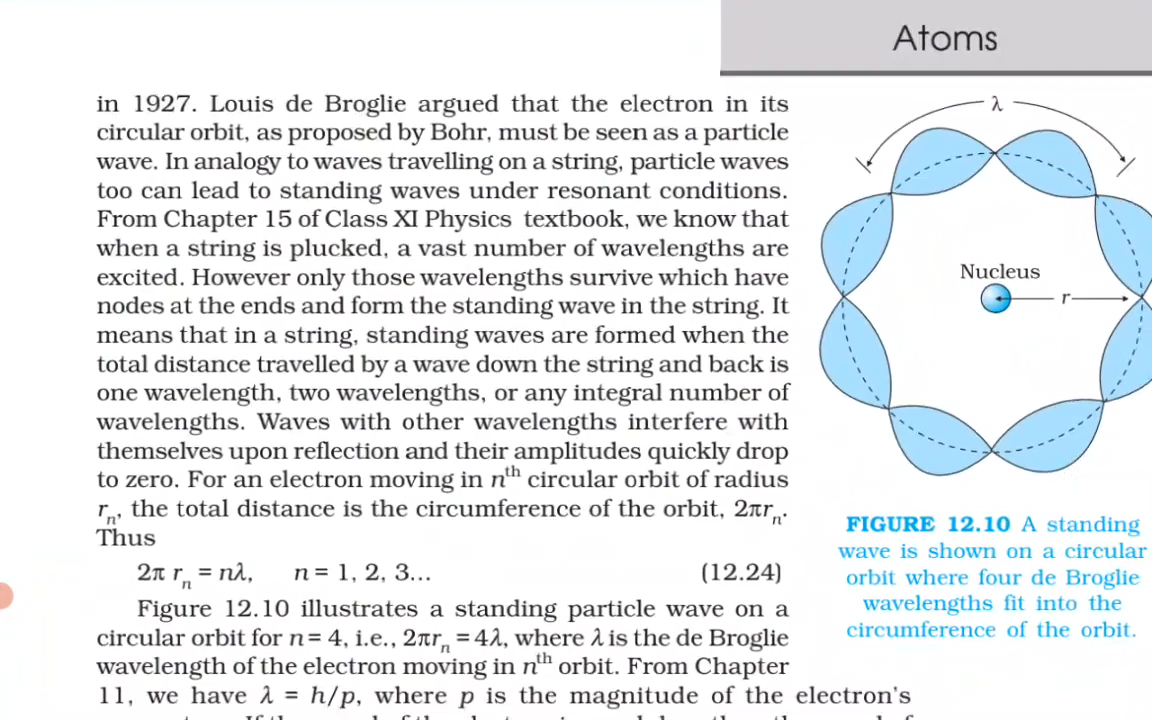 Atoms
in 1927. Louis de Broglie argued that the electron in its
circular orbit, as proposed by Bohr, must be seen as a particle
wave. In analogy to waves travelling on a string, particle waves
too can lead to standing waves under resonant conditions.
From Chapter 15 of Class XI Physics textbook, we know that
when a string is plucked, a vast number of wavelengths are
excited. However only those wavelengths survive which have
nodes at the ends and form the standing wave in the string. It
means that in a string, standing waves are formed when the
total distance travelled by a wave down the string and back is
one wavelength, two wavelengths, or any integral number of
wavelengths. Waves with other wavelengths interfere with
themselves upon reflection and their amplitudes quickly drop
to zero. For an electron moving in nth circular orbit of radius
rn, the total distance is the circumference of the orbit, 2πrn.
Thus
2π rn = nλ, n = 1, 2, 3... (12.24)
Figure 12.10 illustrates a standing particle wave on a
circular orbit for n = 4, i.e., 2πrn = 4λ, where λ is the de Broglie
wavelength of the electron moving in nth orbit. From Chapter
11, we have λ = h/p, where p is the magnitude of the electron's
λ
Nucleus
r
FIGURE 12.10 A standing
wave is shown on a circular
orbit where four de Broglie
wavelengths fit into the
circumference of the orbit.